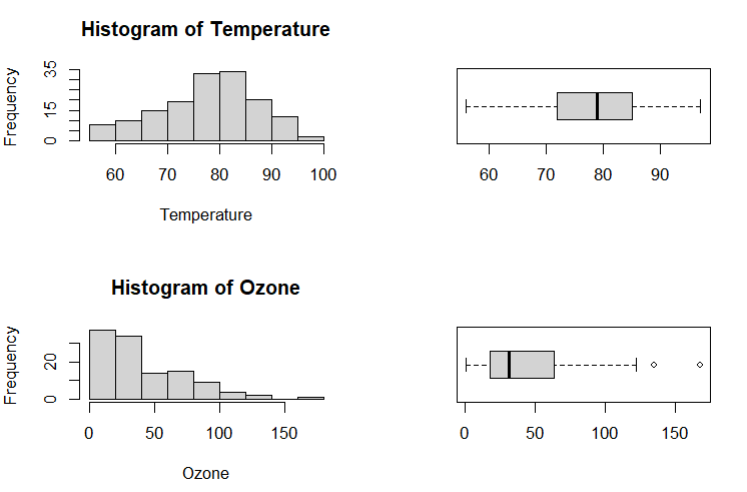 Histogram of Temperature
Frequency
0 15 35
60 70 80 90 100
Temperature
60 70 80 90
Histogram of Ozone
Frequency
0 20
0 50 100 150
Ozone
0 50 100 150